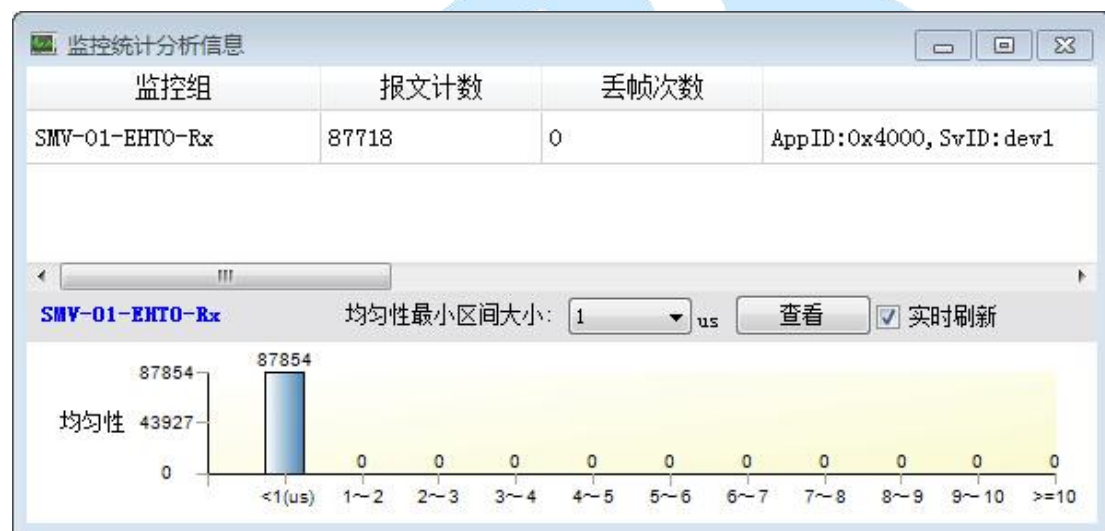 监控统计分析信息
监控组 报文计数 丢帧次数
SMV-01-EHTO-Rx 87718 0 AppID:0x4000,SvID:dev1
SMV-01-EHTO-Rx 均匀性最小区间大小: 1 us 查看 实时刷新
87854
87854
均匀性 43927
0 0 0 0 0 0 0 0 0 0 0
<1(us) 1～2 2～3 3～4 4～5 5～6 6～7 7～8 8～9 9～10 >=10